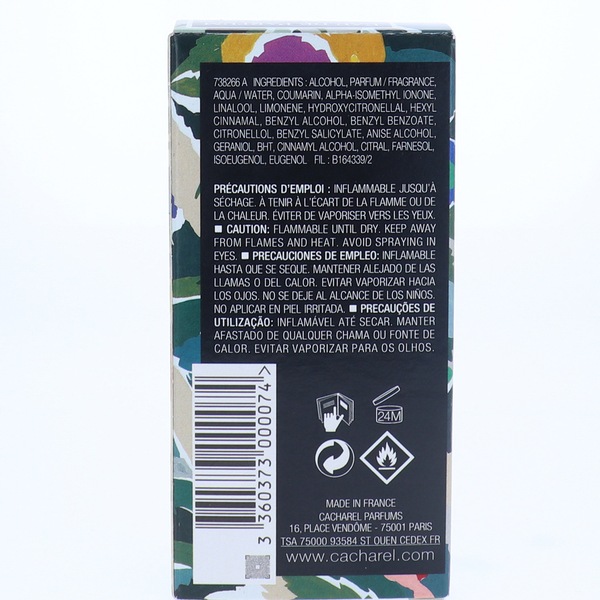 738266 A INGREDIENTS : ALCOHOL, PARFUM / FRAGRANCE,
AQUA / WATER, COUMARIN, ALPHA-ISOMETHYL IONONE,
LINALOOL, LIMONENE, HYDROXYCITRONELLAL, HEXYL
CINNAMAL, BENZYL ALCOHOL, BENZYL BENZOATE,
CITRONELLOL, BENZYL SALICYLATE, ANISE ALCOHOL,
GERANIOL, BHT, CINNAMYL ALCOHOL, CITRAL, FARNESOL,
ISOEUGENOL, EUGENOL FIL : B164339/2
PRÉCAUTIONS D'EMPLOI : INFLAMMABLE JUSQU'À
SÉCHAGE. À TENIR À L'ÉCART DE LA FLAMME OU DE
LA CHALEUR. ÉVITER DE VAPORISER VERS LES YEUX.
■ CAUTION: FLAMMABLE UNTIL DRY. KEEP AWAY
FROM FLAMES AND HEAT. AVOID SPRAYING IN
EYES. ■ PRECAUCIONES DE EMPLEO: INFLAMABLE
HASTA QUE SE SEQUE. MANTENER ALEJADO DE LAS
LLAMAS O DEL CALOR. EVITAR VAPORIZAR HACIA
LOS OJOS. NO SE DEJE AL ALCANCE DE LOS NIÑOS.
NO APLICAR EN PIEL IRRITADA. ■ PRECAUÇÕES DE
UTILIZAÇÃO: INFLAMÁVEL ATÉ SECAR. MANTER
AFASTADO DE QUALQUER CHAMA OU FONTE DE
CALOR. EVITAR VAPORIZAR PARA OS OLHOS.
3 360373 000074 >
24M
MADE IN FRANCE
CACHAREL PARFUMS
16, PLACE VENDÔME - 75001 PARIS
TSA 75000 93584 ST OUEN CEDEX FR
www.cacharel.com